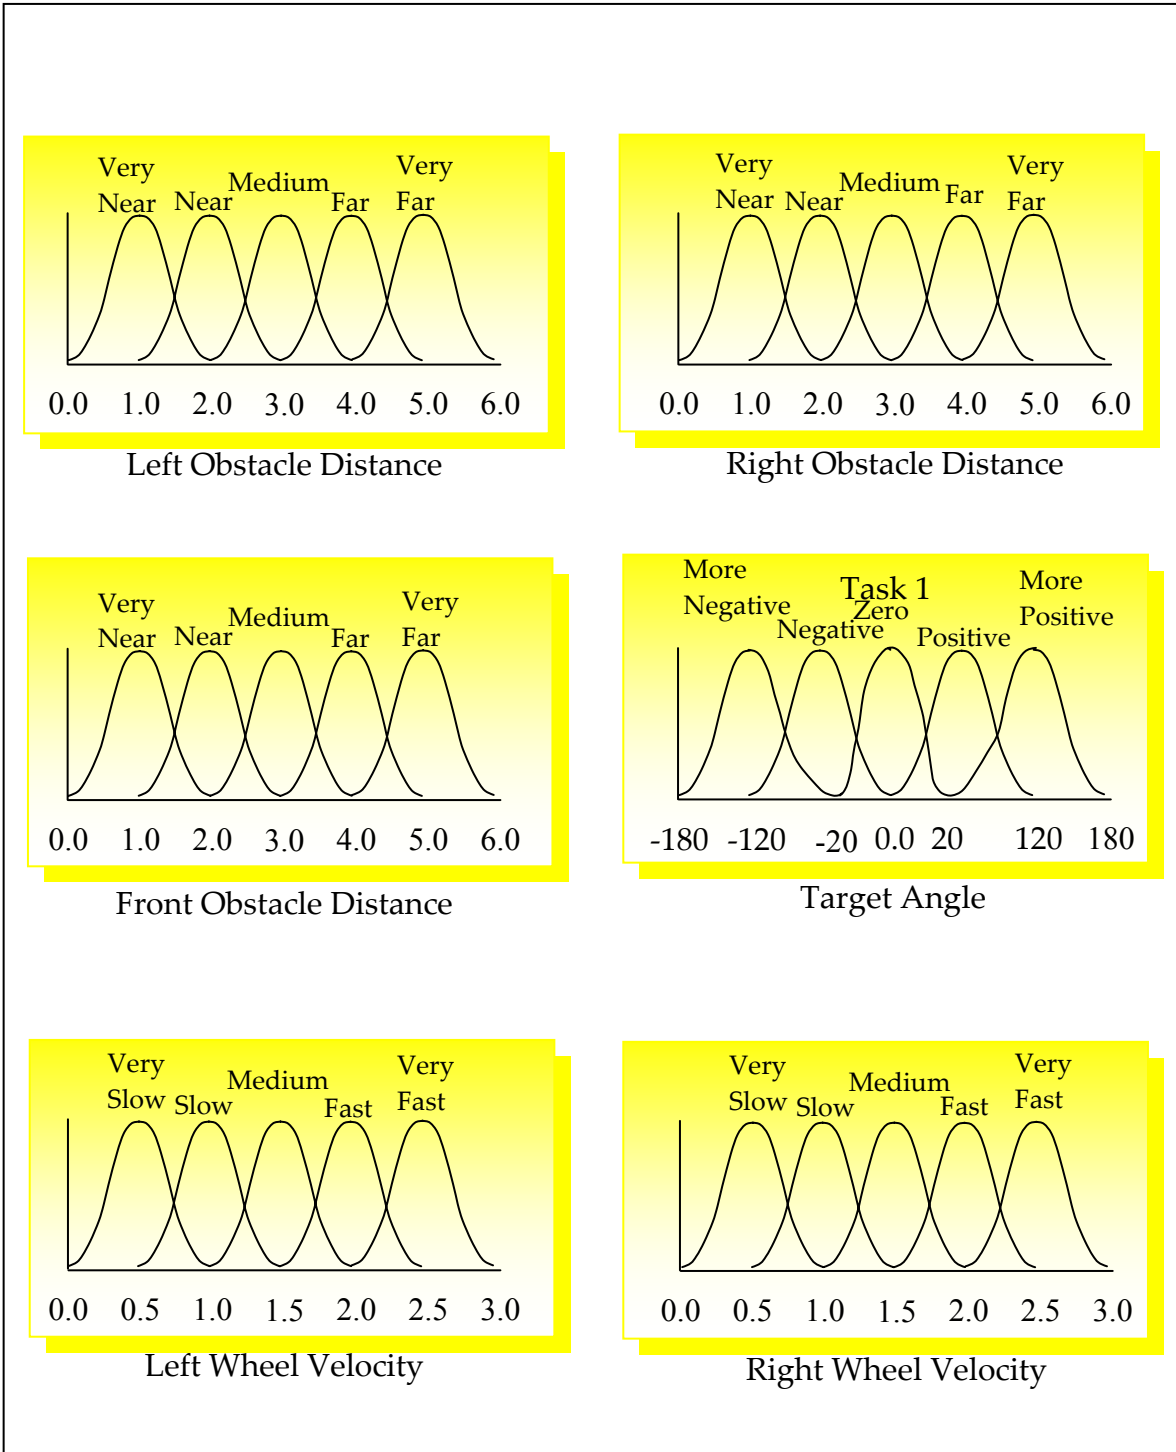 Very
Near Near Medium Far Very
Far
0.0 1.0 2.0 3.0 4.0 5.0 6.0
Left Obstacle Distance
Very
Near Near Medium Far Very
Far
0.0 1.0 2.0 3.0 4.0 5.0 6.0
Right Obstacle Distance
Very
Near Near Medium Far Very
Far
0.0 1.0 2.0 3.0 4.0 5.0 6.0
Front Obstacle Distance
More
Negative
Negative
Task 1
Zero
Positive
More
Positive
-180 -120 -20 0.0 20 120 180
Target Angle
Very
Slow Slow Medium Fast Very
Fast
0.0 0.5 1.0 1.5 2.0 2.5 3.0
Left Wheel Velocity
Very
Slow Slow Medium Fast Very
Fast
0.0 0.5 1.0 1.5 2.0 2.5 3.0
Right Wheel Velocity